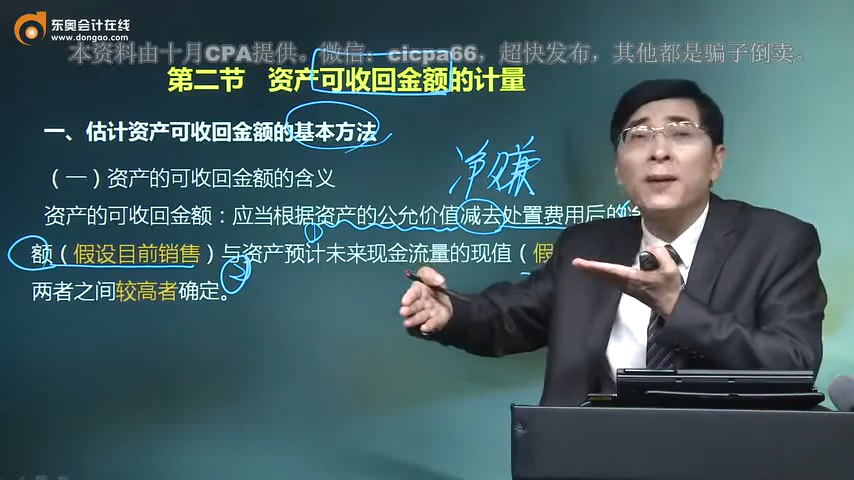 东奥会计在线
www.dongao.com
本资料由十月CPA提供。微信：cicpa66，超快发布，其他都是骗子倒卖。
第二节 资产可收回金额的计量
一、估计资产可收回金额的基本方法
（一）资产的可收回金额的含义
净赚
资产的可收回金额：应当根据资产的公允价值减去处置费用后的
额（假设目前销售）与资产预计未来现金流量的现值（假
两者之间较高者确定。